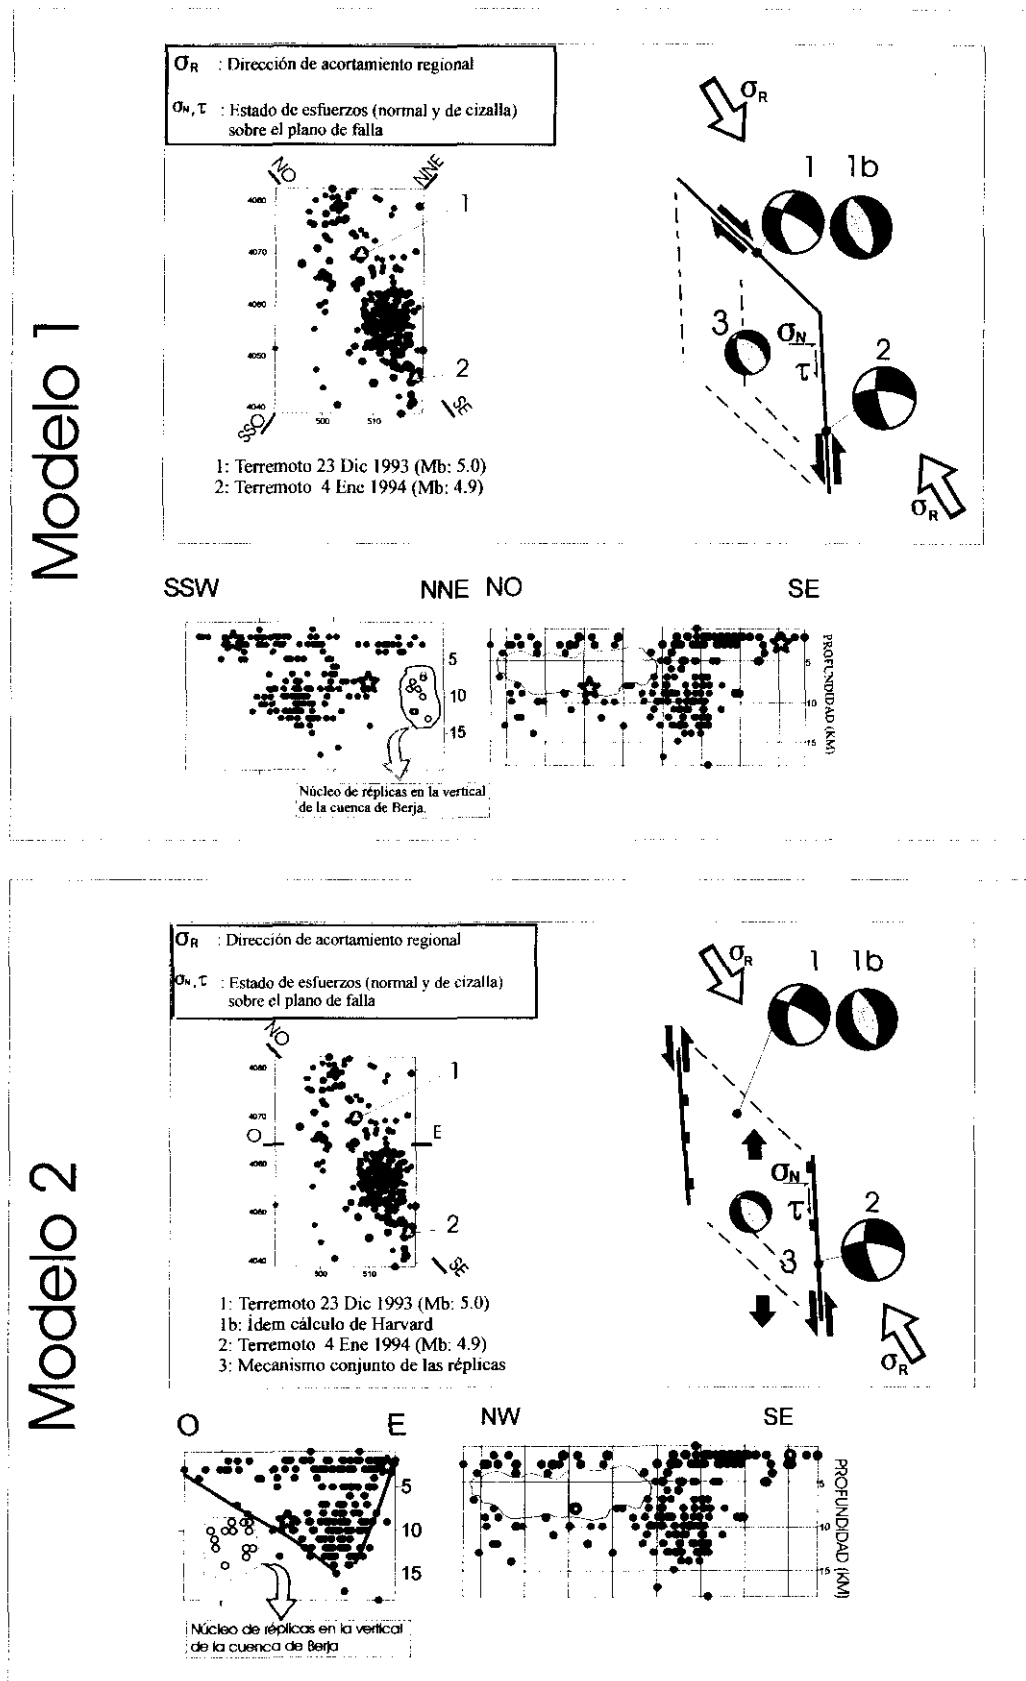 Modelo 1
σR : Dirección de acortamiento regional
σN, τ : Estado de esfuerzos (normal y de cizalla)
sobre el plano de falla
NO
NNE
4080
4070
4060
4050
4040
500
510
SSO
SE
1
2
1: Terremoto 23 Dic 1993 (Mb: 5.0)
2: Terremoto 4 Ene 1994 (Mb: 4.9)
σR
1
1b
3
σN
τ
2
σR
SSW
NNE
5
10
15
NO
SE
5
10
15
PROFUNDIDAD (KM)
Núcleo de réplicas en la vertical
de la cuenca de Berja.
Modelo 2
σR : Dirección de acortamiento regional
σN, τ : Estado de esfuerzos (normal y de cizalla)
sobre el plano de falla
NO
4080
4070
O
E
4060
4050
4040
500
510
SE
1
2
1: Terremoto 23 Dic 1993 (Mb: 5.0)
1b: Ídem cálculo de Harvard
2: Terremoto 4 Ene 1994 (Mb: 4.9)
3: Mecanismo conjunto de las réplicas
σR
1
1b
σN
τ
2
3
σR
O
E
5
10
15
NW
SE
5
10
15
PROFUNDIDAD (KM)
Núcleo de réplicas en la vertical
de la cuenca de Berja